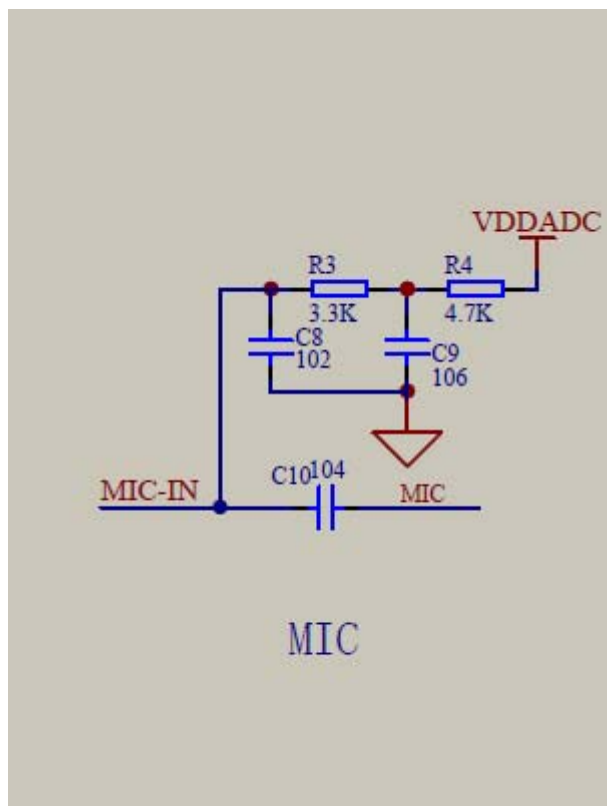 VDDADC
R3
R4
3.3K
4.7K
C8
102
C9
106
C10
104
MIC-IN
MIC
MIC